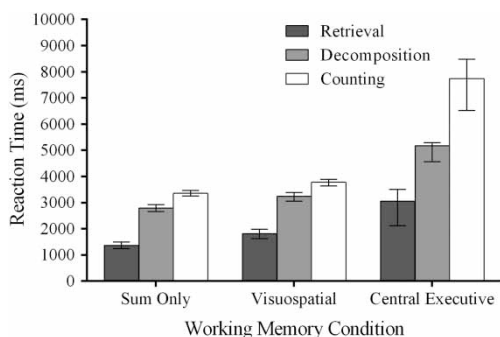 10000
9000
8000
7000
6000
5000
4000
3000
2000
1000
0
Reaction Time (ms)
Retrieval
Decomposition
Counting
Sum Only Visuospatial Central Executive
Working Memory Condition